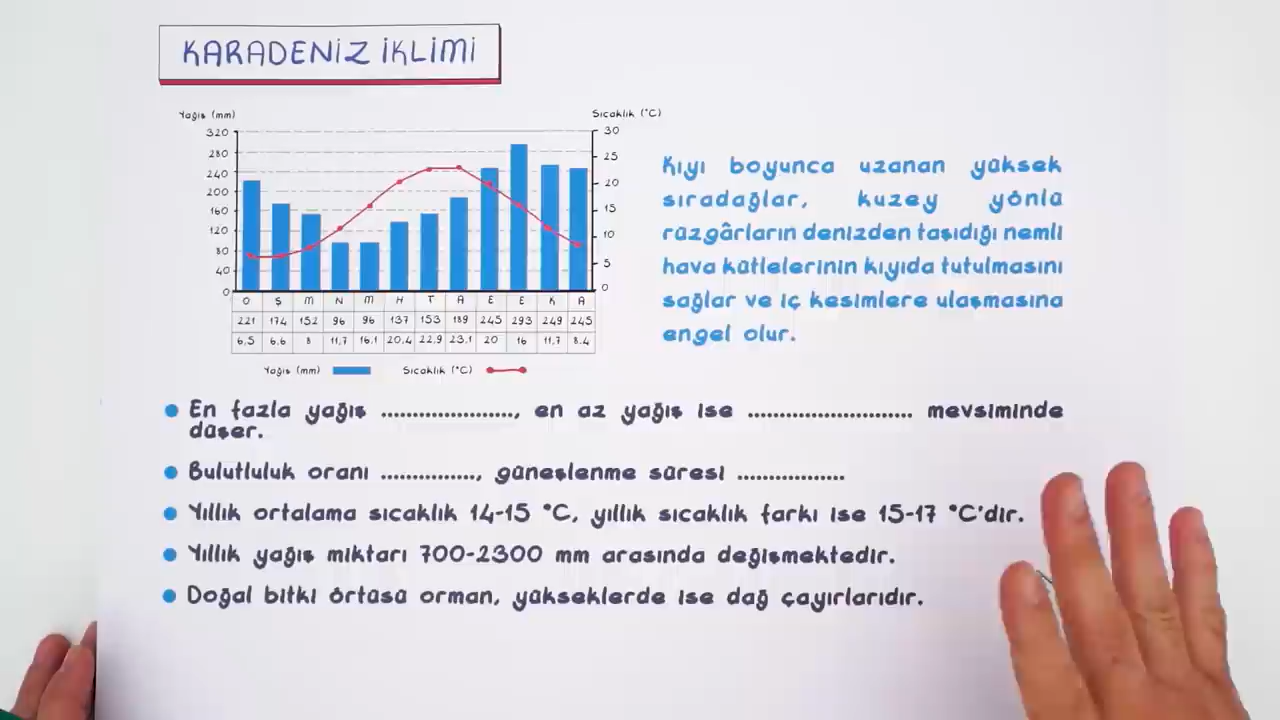 KARADENİZ İKLİMİ
Yağış (mm)
Sıcaklık (°C)
320
280
240
200
160
120
80
40
0
30
25
20
15
10
5
0
O Ş M N M H T A E E K A
221 174 152 96 96 137 153 189 245 293 249 245
6.5 6.6 8 11,7 16.1 20.4 22.9 23.1 20 16 11,7 8.4
Yağış (mm) Sıcaklık (°C)
Kıyı boyunca uzanan yüksek
sıradağlar, kuzey yönlü
rüzgârların denizden taşıdığı nemli
hava kütlelerinin kıyıda tutulmasını
sağlar ve iç kesimlere ulaşmasına
engel olur.
En fazla yağış ...................., en az yağış ise ......................... mevsiminde
düşer.
Bulutluluk oranı ..............., güneşlenme süresi .................
Yıllık ortalama sıcaklık 14-15 °C, yıllık sıcaklık farkı ise 15-17 °C'dir.
Yıllık yağış miktarı 700-2300 mm arasında değişmektedir.
Doğal bitki örtüsü orman, yükseklerde ise dağ çayırlarıdır.